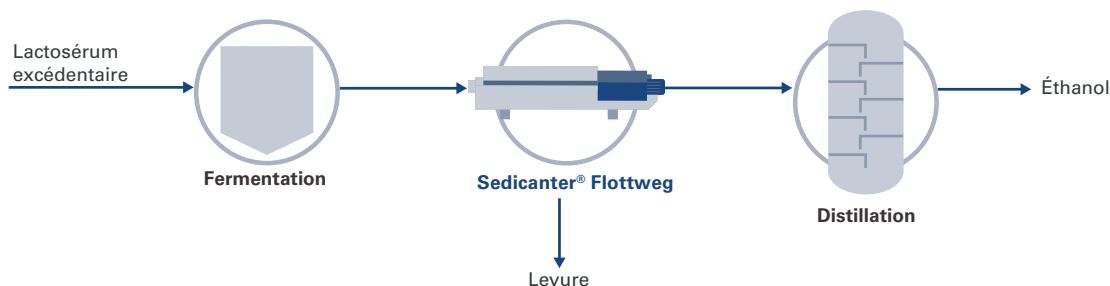 Lactosérum
excédentaire
Éthanol
Fermentation
Sedicanter® Flottweg
Distillation
Levure